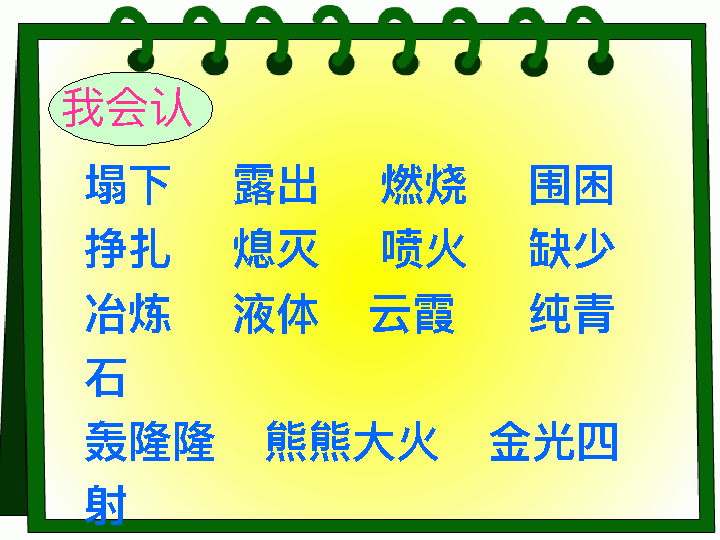 我会认
塌下 露出 燃烧 围困
挣扎 熄灭 喷火 缺少
冶炼 液体 云霞 纯青
石
轰隆隆 熊熊大火 金光四
射